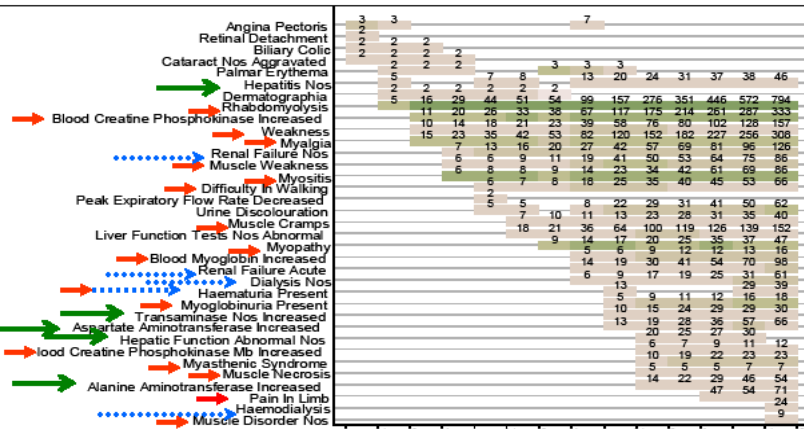 Angina Pectoris 3 3 7
Retinal Detachment 2
Biliary Colic 2 2 2
Cataract Nos Aggravated 2 2 2 2
Palmar Erythema 2 2 2 3 3 3
Hepatitis Nos 5 7 8 13 20 24 31 37 38 46
Dermatographia 2 2 2 2 2 2
Rhabdomyolysis 5 16 29 44 51 54 99 157 276 351 446 572 794
Blood Creatine Phosphokinase Increased 11 20 26 33 38 67 117 175 214 261 287 333
Weakness 10 14 18 21 23 39 58 76 80 102 128 157
Myalgia 15 23 35 42 53 82 120 152 182 227 256 308
Renal Failure Nos 7 13 16 20 27 42 57 69 81 96 126
Muscle Weakness 6 6 9 11 19 41 50 53 64 75 86
Myositis 6 8 8 9 14 23 34 42 61 69 86
Difficulty In Walking 6 7 8 18 25 35 40 45 53 66
Peak Expiratory Flow Rate Decreased 2
Urine Discolouration 5 5 8 22 29 31 41 50 62
Muscle Cramps 7 10 11 13 23 28 31 35 40
Liver Function Tests Nos Abnormal 18 21 36 64 100 119 126 139 152
Myopathy 9 14 17 20 25 35 37 47
Blood Myoglobin Increased 5 6 9 12 12 13 16
Renal Failure Acute 14 19 30 41 54 70 98
Dialysis Nos 6 9 17 19 25 31 61
Haematuria Present 13 29 39
Myoglobinuria Present 5 9 11 12 16 18
Transaminase Nos Increased 10 15 24 29 29 30
Aspartate Aminotransferase Increased 13 19 28 36 57 66
Hepatic Function Abnormal Nos 20 25 27 30
lood Creatine Phosphokinase Mb Increased 6 7 9 11 12
Myasthenic Syndrome 10 19 22 23 23
Muscle Necrosis 5 5 5 7 7
Alanine Aminotransferase Increased 14 22 29 46 54
Pain In Limb 47 54 71
Haemodialysis 24
Muscle Disorder Nos 9